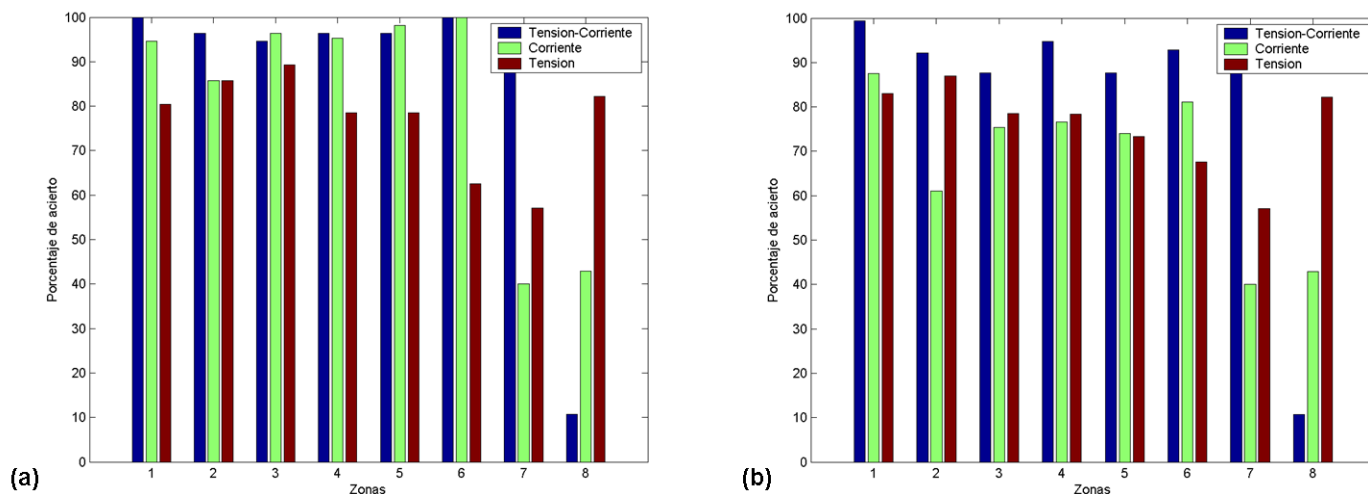 100
90
80
70
60
50
40
30
20
10
0
Porcentaje de acierto
Tension-Corriente
Corriente
Tension
1 2 3 4 5 6 7 8
Zonas
(a)
100
90
80
70
60
50
40
30
20
10
0
Porcentaje de acierto
Tension-Corriente
Corriente
Tension
1 2 3 4 5 6 7 8
Zonas
(b)